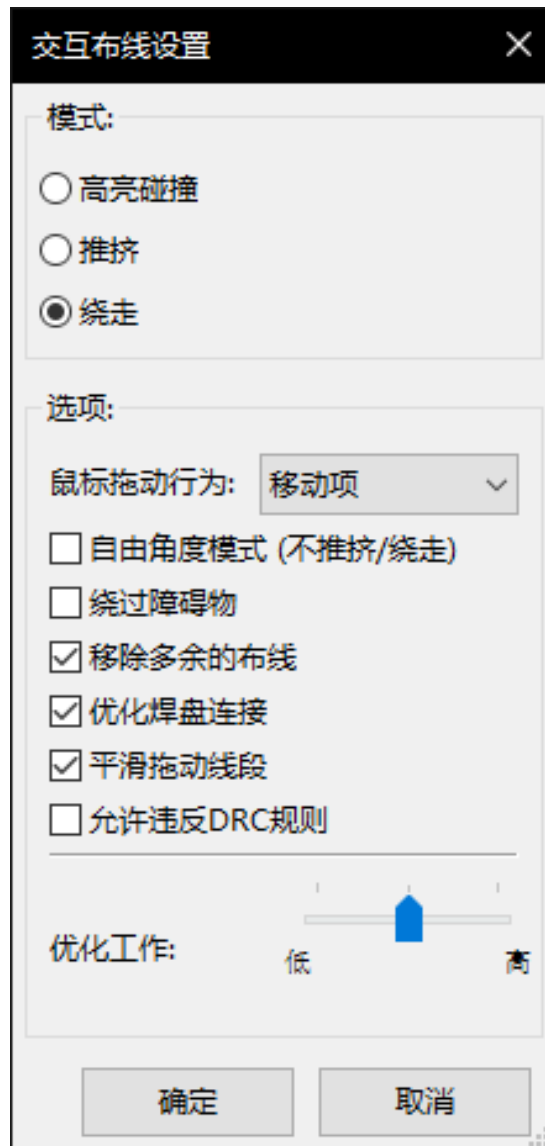 交互布线设置
模式:
高亮碰撞
推挤
绕走
选项:
鼠标拖动行为: 移动项
自由角度模式 (不推挤/绕走)
绕过障碍物
移除多余的布线
优化焊盘连接
平滑拖动线段
允许违反DRC规则
优化工作:
低 高
确定 取消